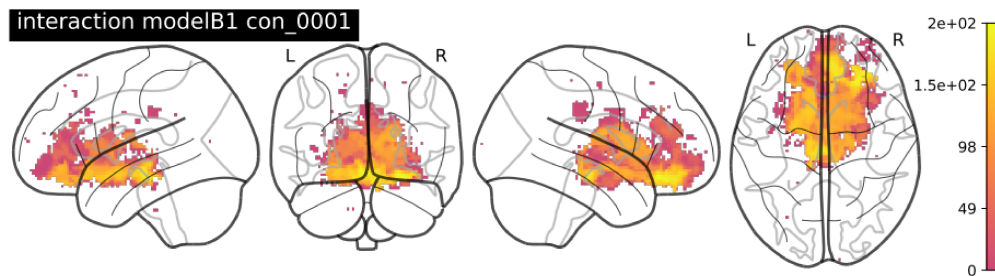 interaction modelB1 con_0001
L
R
L
R
2e+02
1.5e+02
98
49
0